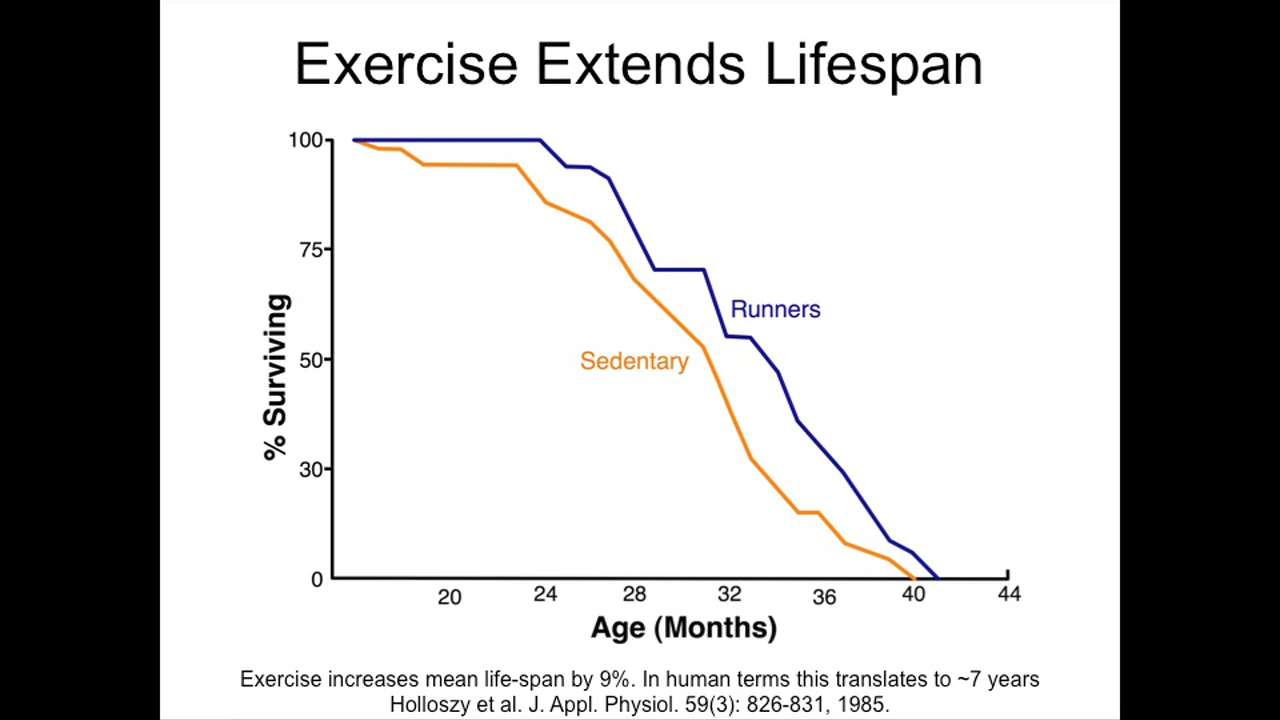 Exercise Extends Lifespan
100
75
50
30
0
% Surviving
Runners
Sedentary
20 24 28 32 36 40 44
Age (Months)
Exercise increases mean life-span by 9%. In human terms this translates to ~7 years
Holloszy et al. J. Appl. Physiol. 59(3): 826-831, 1985.